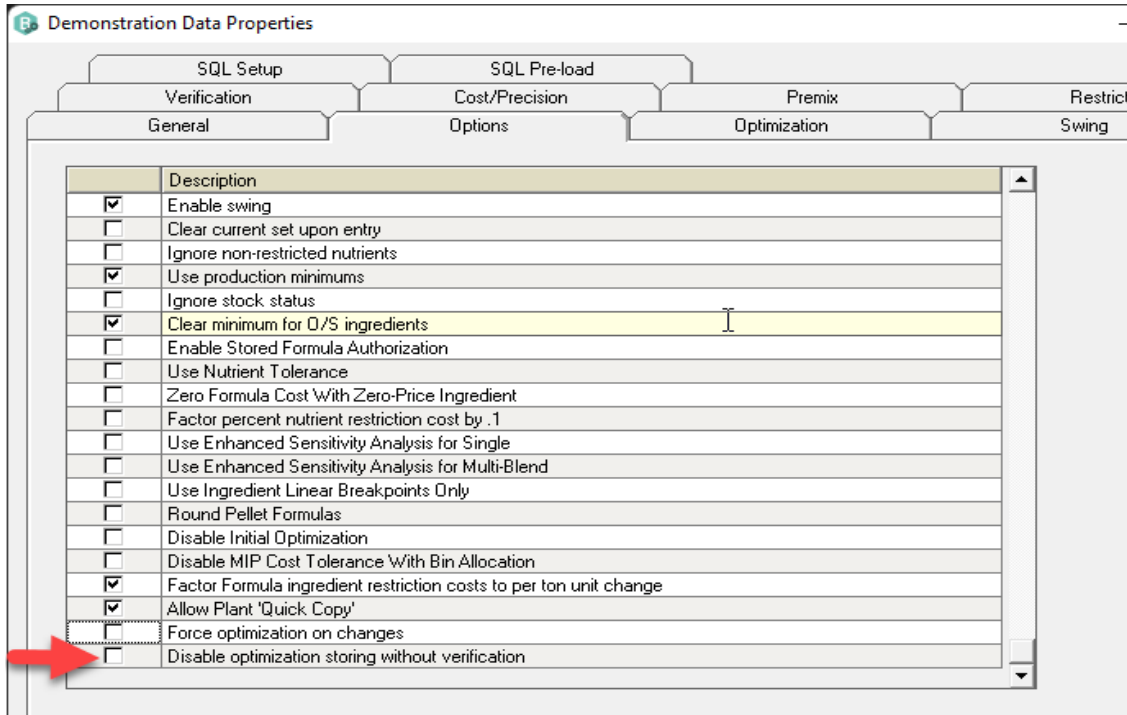 Demonstration Data Properties
SQL Setup SQL Pre-load
Verification Cost/Precision Premix Restrict
General Options Optimization Swing
Description
Enable swing
Clear current set upon entry
Ignore non-restricted nutrients
Use production minimums
Ignore stock status
Clear minimum for O/S ingredients
Enable Stored Formula Authorization
Use Nutrient Tolerance
Zero Formula Cost With Zero-Price Ingredient
Factor percent nutrient restriction cost by .1
Use Enhanced Sensitivity Analysis for Single
Use Enhanced Sensitivity Analysis for Multi-Blend
Use Ingredient Linear Breakpoints Only
Round Pellet Formulas
Disable Initial Optimization
Disable MIP Cost Tolerance With Bin Allocation
Factor Formula ingredient restriction costs to per ton unit change
Allow Plant 'Quick Copy'
Force optimization on changes
Disable optimization storing without verification